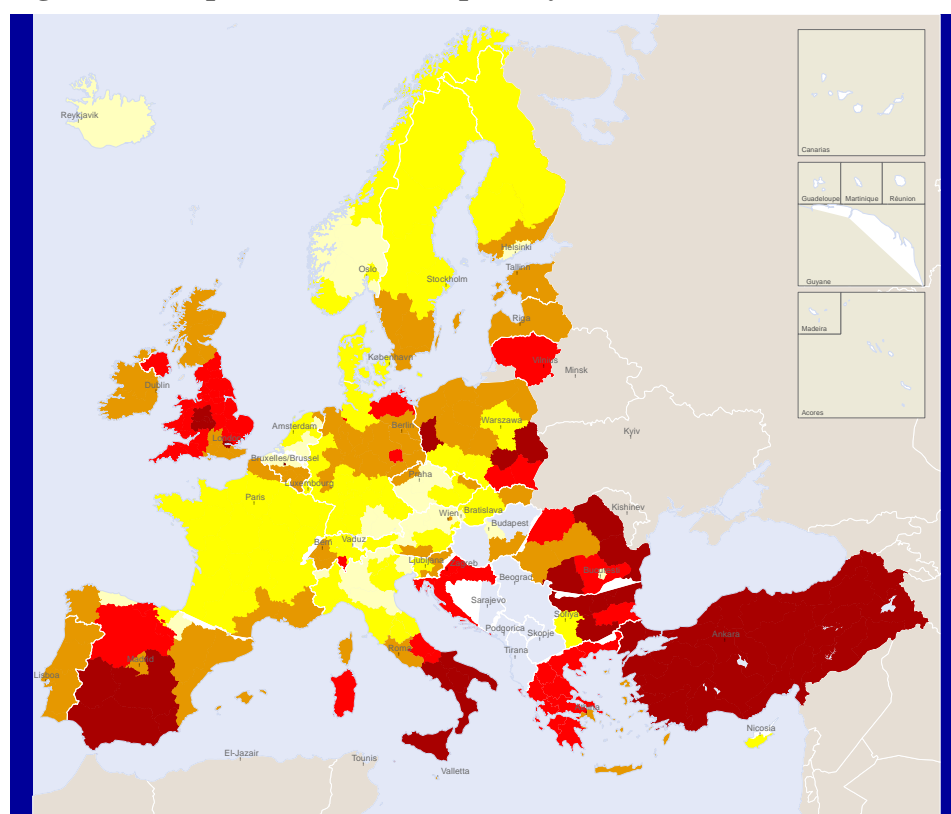 Reykjavik
Canarias
Guadeloupe
Martinique
Réunion
Guyane
Madeira
Acores
Helsinki
Oslo
Tallinn
Stockholm
Riga
København
Vilnius
Minsk
Dublin
Amsterdam
Berlin
Warszawa
London
Kyiv
Bruxelles/Brussel
Luxembourg
Praha
Paris
Kishinev
Wien
Bratislava
Budapest
Bern
Vaduz
Ljubljana
Zagreb
Beograd
Sarajevo
Sofiya
Podgorica
Skopje
Ankara
Tirana
Roma
Madrid
Lisboa
Nicosia
El-Jazair
Tounis
Valletta